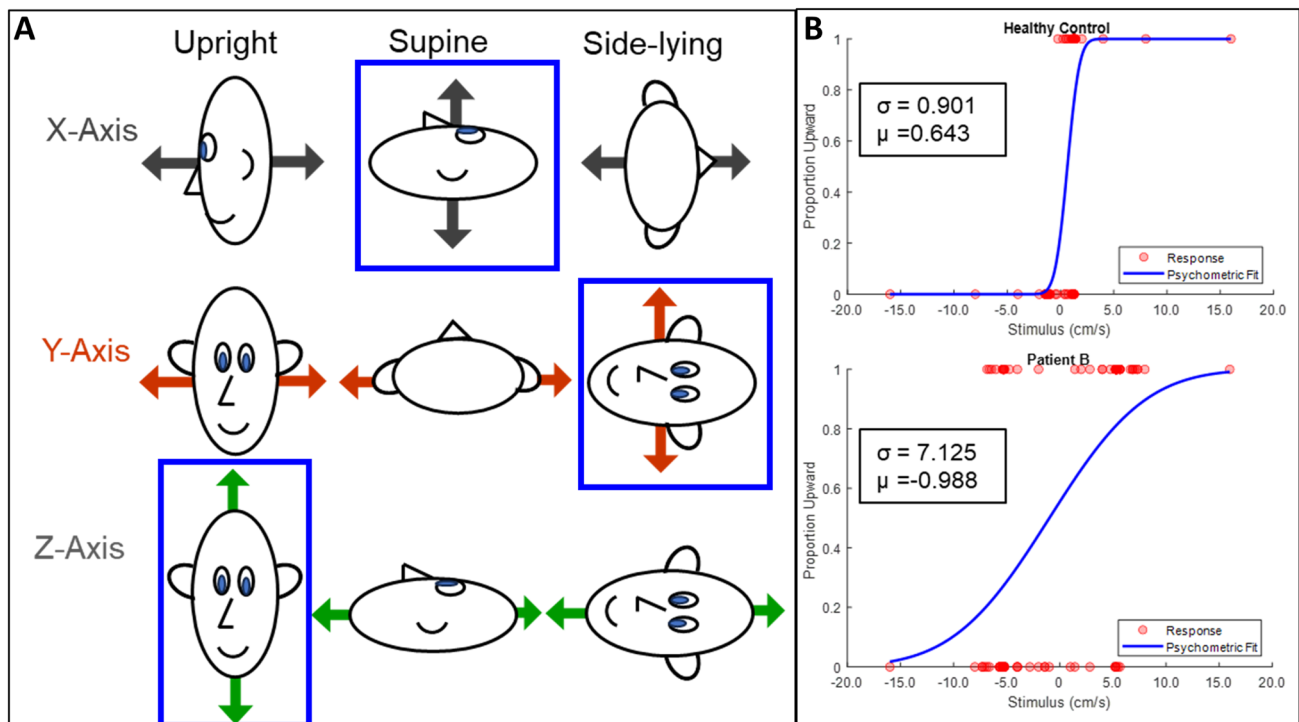 A
Upright
Supine
Side-lying
X-Axis
Y-Axis
Z-Axis
B
Healthy Control
Proportion Upward
1
0.8
0.6
0.4
0.2
0
σ = 0.901
μ =0.643
Response
Psychometric Fit
-20.0 -15.0 -10.0 -5.0 0.0 5.0 10.0 15.0 20.0
Stimulus (cm/s)
Patient B
Proportion Upward
1
0.8
0.6
0.4
0.2
0
σ = 7.125
μ =-0.988
Response
Psychometric Fit
-20.0 -15.0 -10.0 -5.0 0.0 5.0 10.0 15.0 20.0
Stimulus (cm/s)